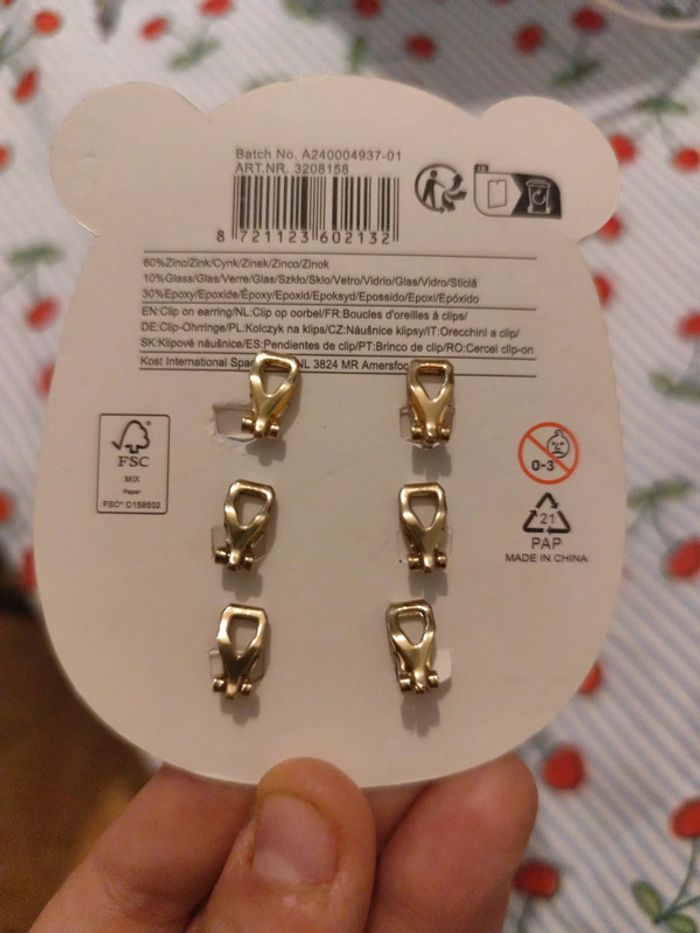 Batch No. A240004937-01
ART.NR. 3208158
8 721123 602132
60%Zinc/Zink/Cynk/Zinek/Zinco/Zinok
10%Glass/Glas/Verre/Glas/Szkło/Sklo/Vetro/Vidrio/Glas/Vidro/Sticlă
30%Epoxy/Epoxide/Époxy/Epoxid/Epoksyd/Epossido/Epoxi/Epóxido
EN:Clip on earring/NL:Clip op oorbel/FR:Boucles d'oreilles à clips/
DE:Clip-Ohrringe/PL:Kolczyk na klips/CZ:Náušnice klipsy/IT:Orecchini a clip/
SK:Klipové náušnice/ES:Pendientes de clip/PT:Brinco de clip/RO:Cercei clip-on
Kost International NL 3824 MR
FSC
MIX
Paper
FSC® C158602
0-3
21
PAP
MADE IN CHINA